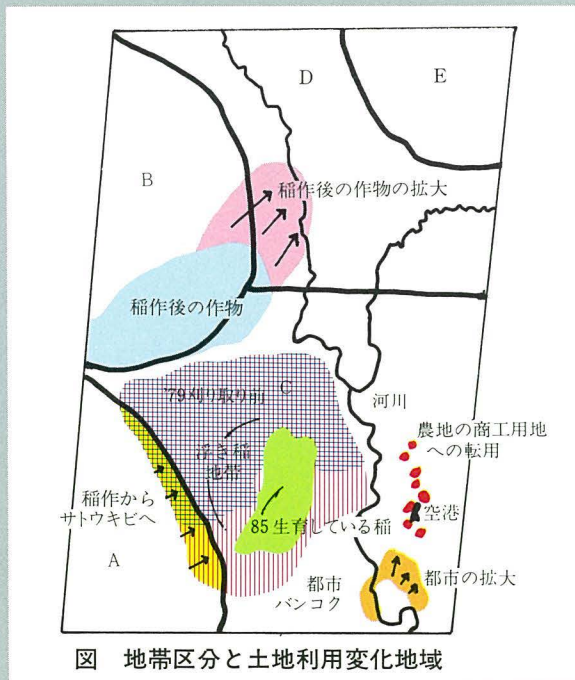 D
E
B
稲作後の作物の拡大
稲作後の作物
'79刈り取り前
C
河川
浮き稲
地帯
農地の商工用地
への転用
稲作から
サトウキビへ
85生育している稲
空港
A
都市
バンコク
都市の拡大
図 地帯区分と土地利用変化地域